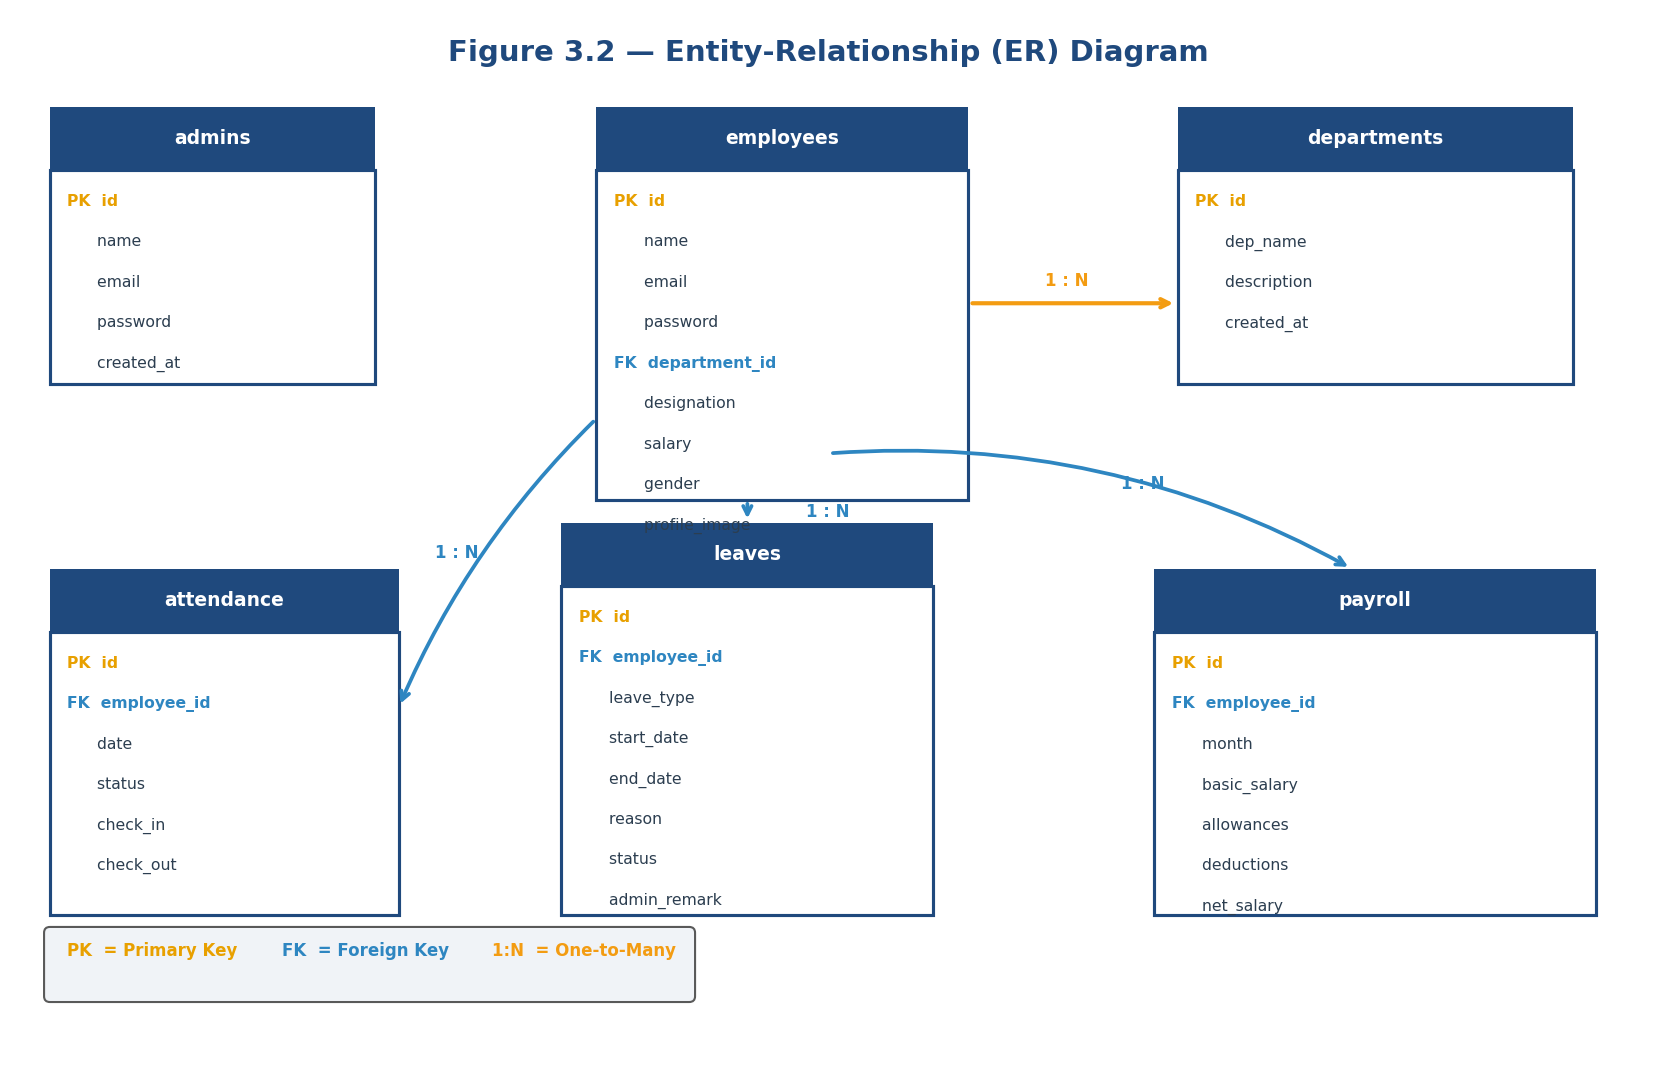 Figure 3.2 — Entity-Relationship (ER) Diagram
admins
PK id
name
email
password
created_at
employees
PK id
name
email
password
FK department_id
designation
salary
gender
profile_image
1 : N
departments
PK id
dep_name
description
created_at
1 : N
1 : N
1 : N
attendance
PK id
FK employee_id
date
status
check_in
check_out
leaves
PK id
FK employee_id
leave_type
start_date
end_date
reason
status
admin_remark
payroll
PK id
FK employee_id
month
basic_salary
allowances
deductions
net_salary
PK = Primary Key FK = Foreign Key 1:N = One-to-Many